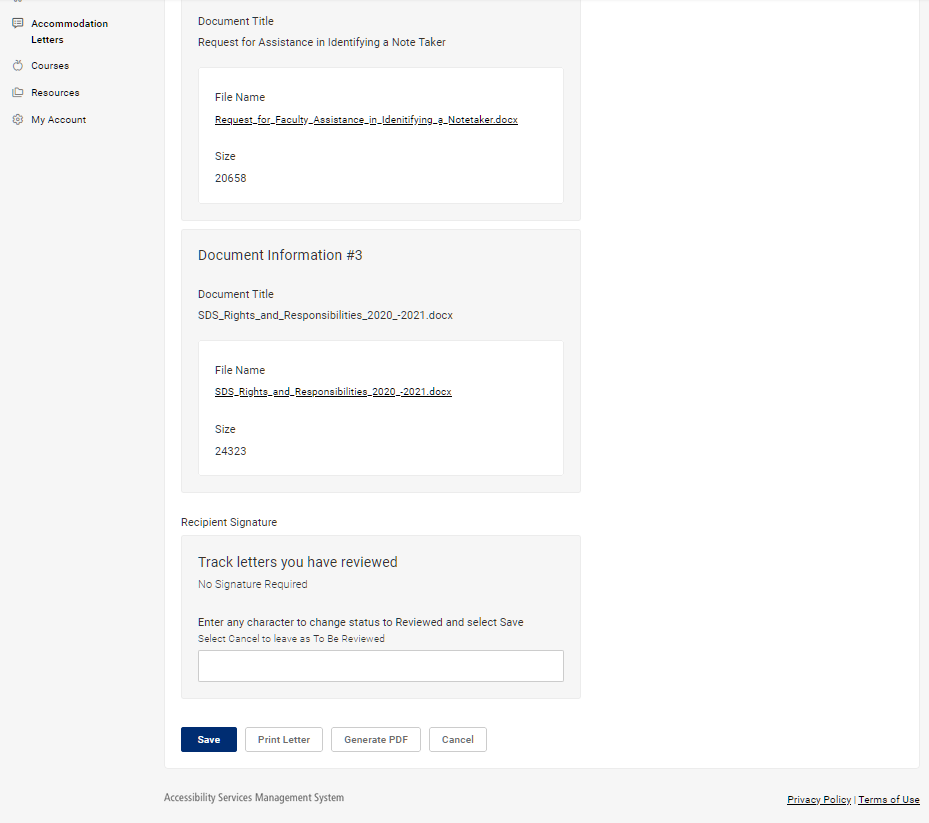 Accommodation
Letters
Courses
Resources
My Account
Document Title
Request for Assistance in Identifying a Note Taker
File Name
Request_for_Faculty_Assistance_in_Idenitifying_a_Notetaker.docx
Size
20658
Document Information #3
Document Title
SDS_Rights_and_Responsibilities_2020_-2021.docx
File Name
SDS_Rights_and_Responsibilities_2020_-2021.docx
Size
24323
Recipient Signature
Track letters you have reviewed
No Signature Required
Enter any character to change status to Reviewed and select Save
Select Cancel to leave as To Be Reviewed
Save
Print Letter
Generate PDF
Cancel
Accessibility Services Management System
Privacy Policy | Terms of Use